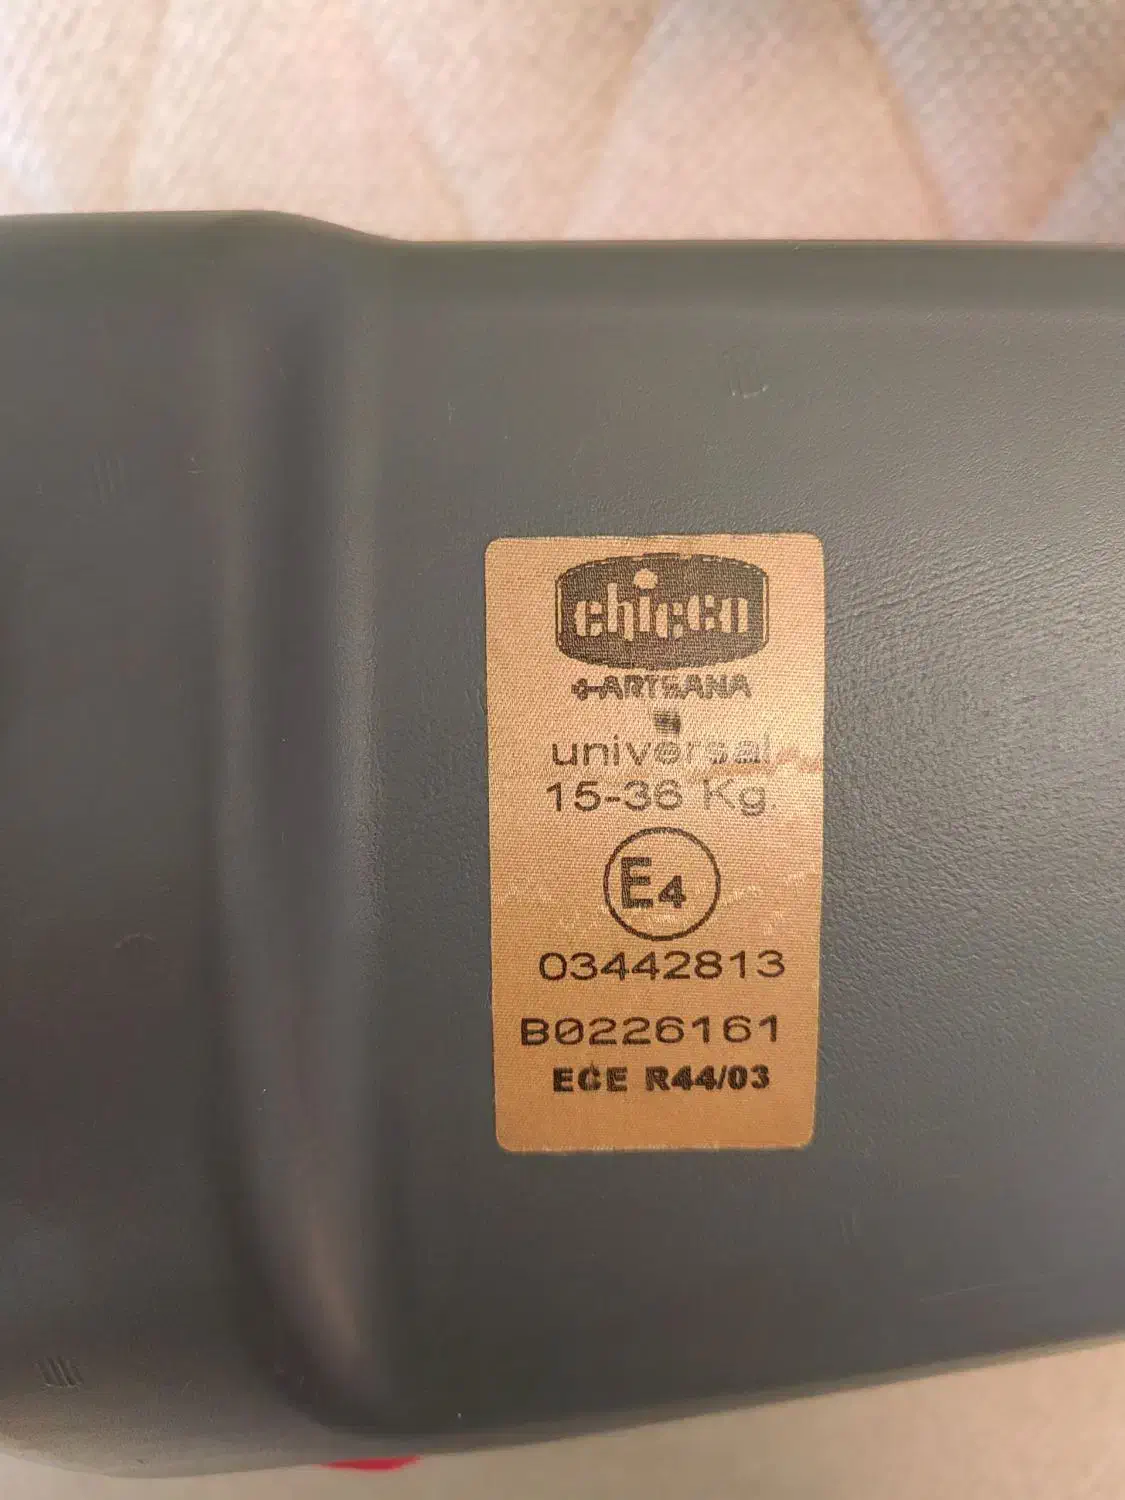 chicco
ARTSANA
universal
15-36 Kg.
E4
03442813
B0226161
ECE R44/03